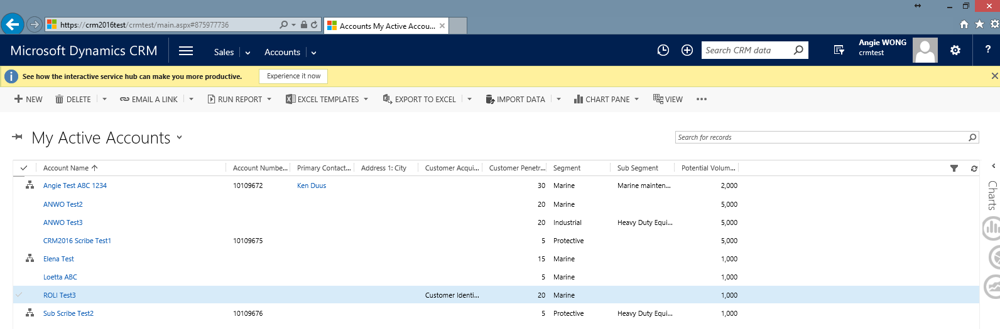 https://crm2016test/crmtest/main.aspx#875977736 Accounts My Active Accou...
Microsoft Dynamics CRM Sales Accounts Search CRM data Angie WONG
crmtest
?
See how the interactive service hub can make you more productive. Experience it now
NEW DELETE EMAIL A LINK RUN REPORT EXCEL TEMPLATES EXPORT TO EXCEL IMPORT DATA CHART PANE VIEW •••
My Active Accounts Search for records
Account Name Account Numbe... Primary Contact... Address 1: City Customer Acqui... Customer Penetr... Segment Sub Segment Potential Volum...
Angie Test ABC 1234 10109672 Ken Duus 30 Marine Marine mainten... 2,000
ANWO Test2 20 Marine 5,000
ANWO Test3 20 Industrial Heavy Duty Equi... 5,000
CRM2016 Scribe Test1 10109675 5 Protective 5,000
Elena Test 15 Marine 1,000
Loetta ABC 5 Marine 1,000
ROLI Test3 Customer Identi... 20 Marine 1,000
Sub Scribe Test2 10109676 5 Protective Heavy Duty Equi... 1,000
Charts